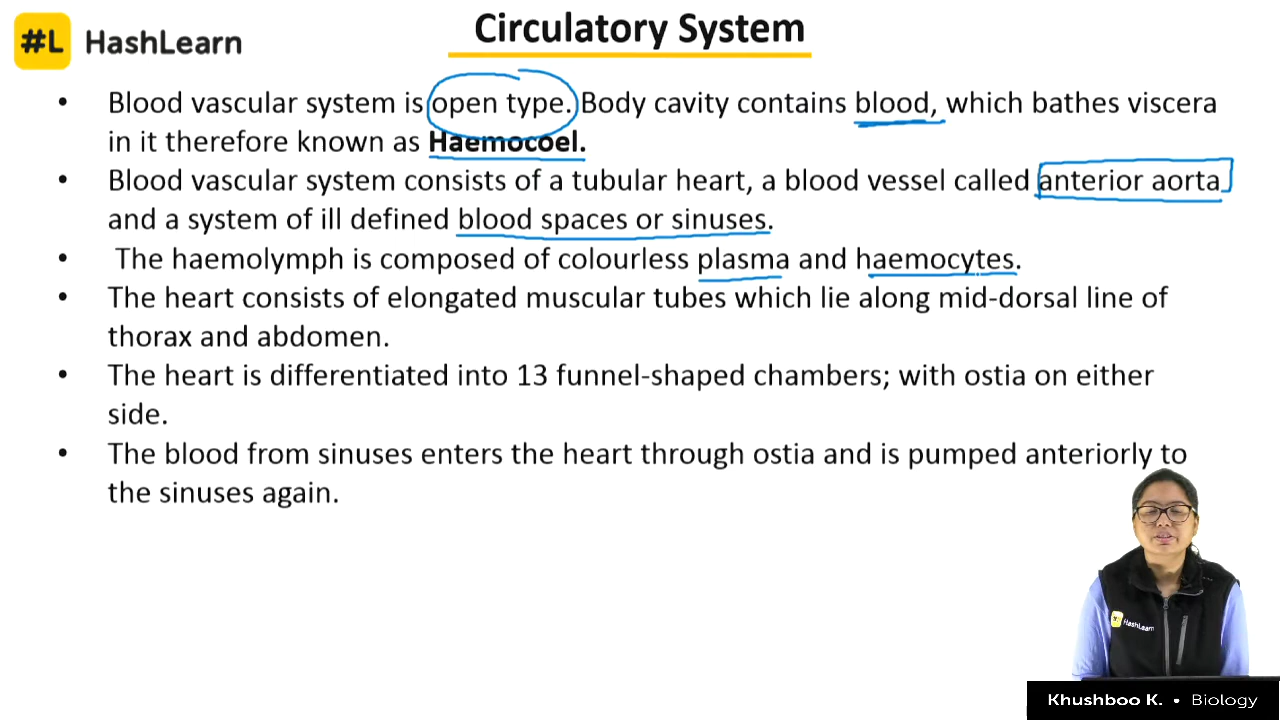 #L HashLearn
Circulatory System
• Blood vascular system is open type. Body cavity contains blood, which bathes viscera
in it therefore known as Haemocoel.
• Blood vascular system consists of a tubular heart, a blood vessel called anterior aorta
and a system of ill defined blood spaces or sinuses.
• The haemolymph is composed of colourless plasma and haemocytes.
• The heart consists of elongated muscular tubes which lie along mid-dorsal line of
thorax and abdomen.
• The heart is differentiated into 13 funnel-shaped chambers; with ostia on either
side.
• The blood from sinuses enters the heart through ostia and is pumped anteriorly to
the sinuses again.
HashLearn
Khushboo K. • Biology